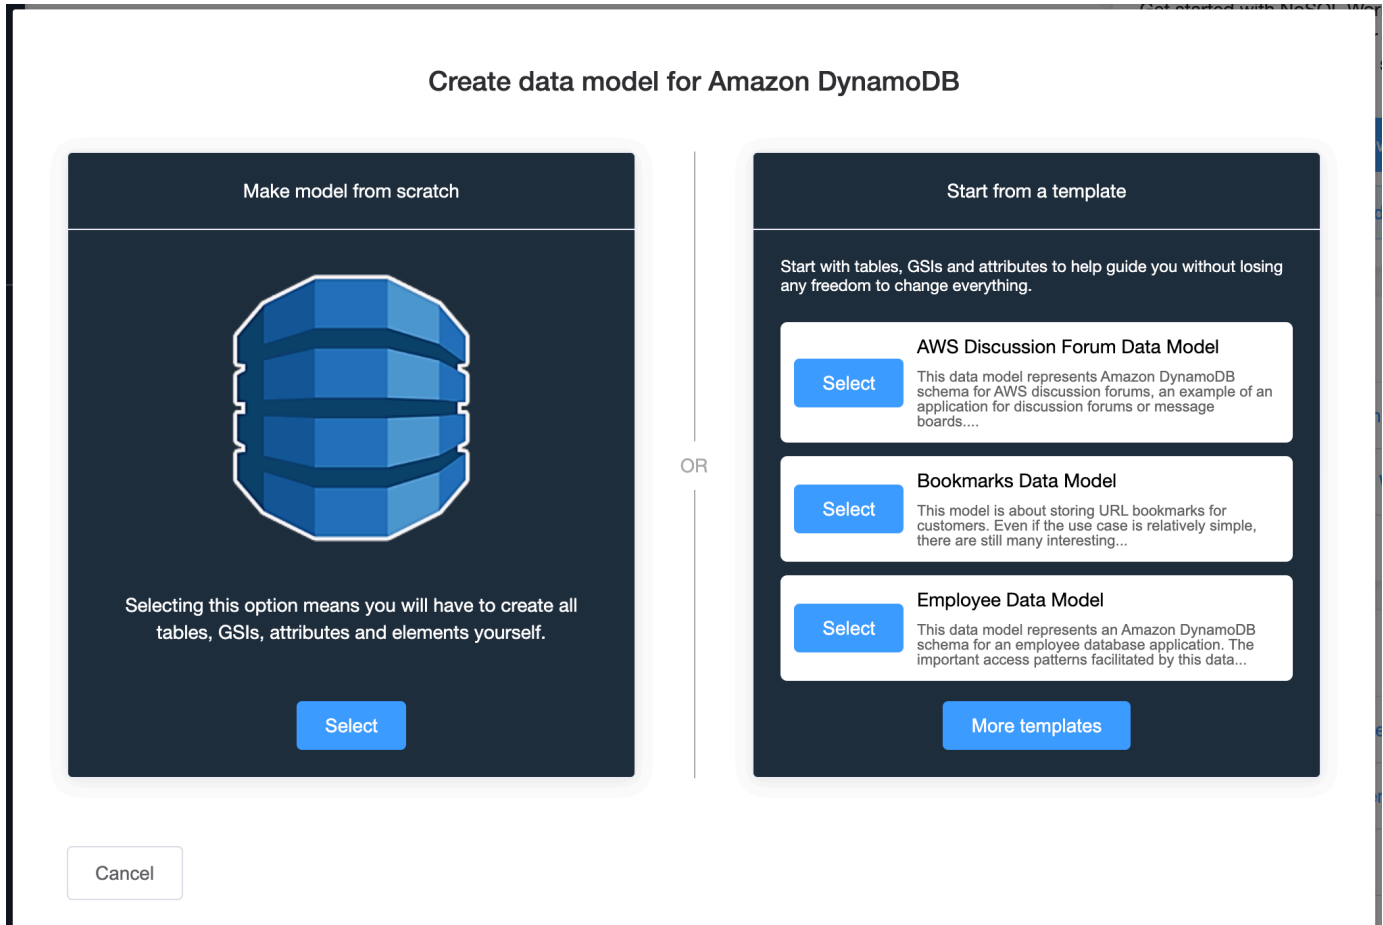 Create data model for Amazon DynamoDB
Make model from scratch
Selecting this option means you will have to create all
tables, GSIs, attributes and elements yourself.
Select
OR
Start from a template
Start with tables, GSIs and attributes to help guide you without losing
any freedom to change everything.
AWS Discussion Forum Data Model
Select
This data model represents Amazon DynamoDB
schema for AWS discussion forums, an example of an
application for discussion forums or message
boards....
Bookmarks Data Model
Select
This model is about storing URL bookmarks for
customers. Even if the use case is relatively simple,
there are still many interesting...
Employee Data Model
Select
This data model represents an Amazon DynamoDB
schema for an employee database application. The
important access patterns facilitated by this data...
More templates
Cancel